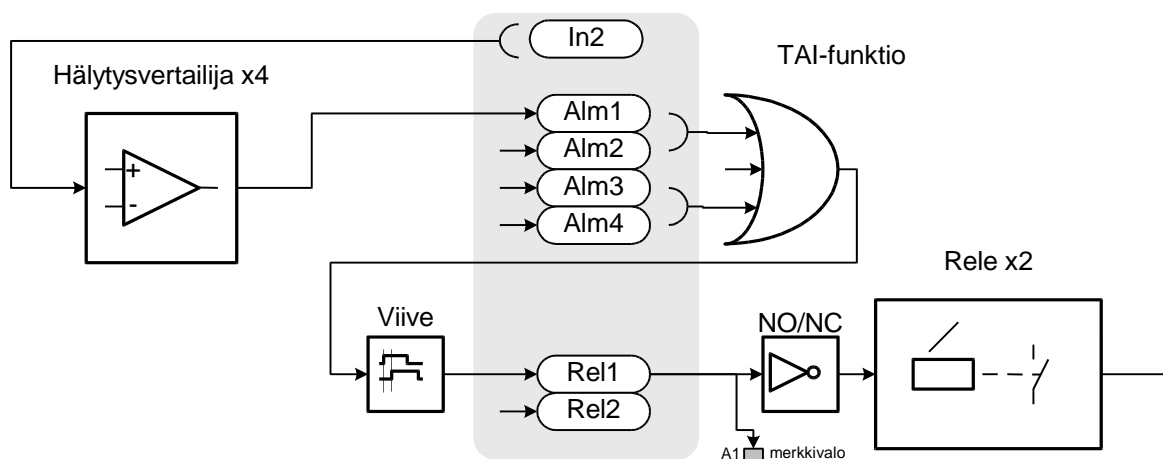 In2
TAI-funktio
Hälytysvertailija x4
Alm1
Alm2
Alm3
Alm4
+
-
Rele x2
Viive
NO/NC
Rel1
Rel2
A1 merkkivalo